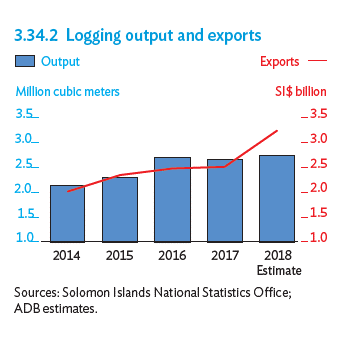 3.34.2 Logging output and exports
Output
Exports
Million cubic meters
SI$ billion
3.5
3.5
3.0
3.0
2.5
2.5
2.0
2.0
1.5
1.5
1.0
1.0
2014 2015 2016 2017 2018
Estimate
Sources: Solomon Islands National Statistics Office;
ADB estimates.